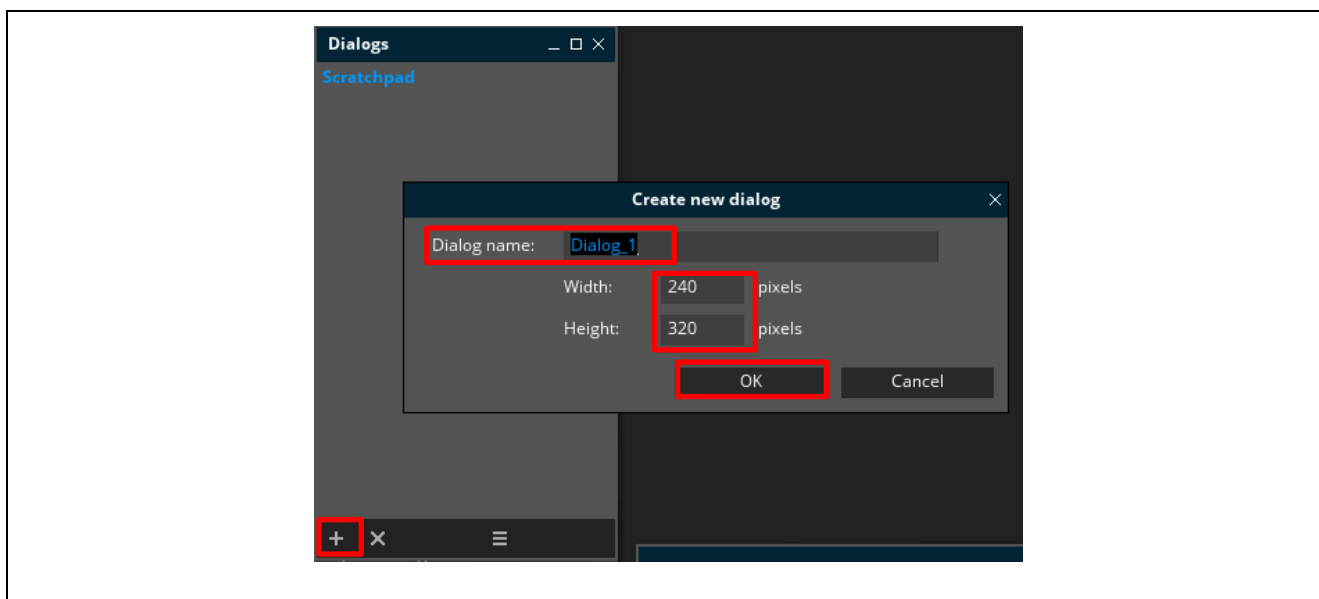 Dialogs
Scratchpad
Create new dialog
Dialog name: Dialog_1
Width: 240 pixels
Height: 320 pixels
OK Cancel